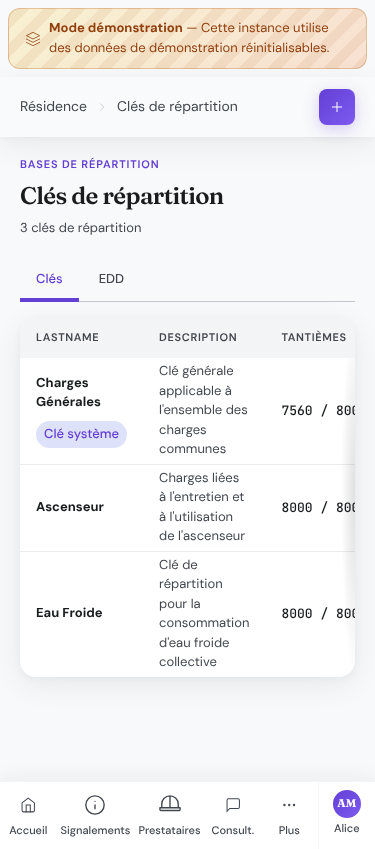 Mode démonstration — Cette instance utilise
des données de démonstration réinitialisables.
Résidence
Clés de répartition
BASES DE RÉPARTITION
Clés de répartition
3 clés de répartition
Clés
EDD
LASTNAME
DESCRIPTION
TANTIÈMES
Charges
Générales
Clé système
Clé générale
applicable à
l'ensemble des
charges
communes
7560 / 800
Ascenseur
Charges liées
à l'entretien et
à l'utilisation
de l'ascenseur
8000 / 800
Eau Froide
Clé de
répartition
pour la
consommation
d'eau froide
collective
8000 / 800
Accueil
Signalements
Prestataires
Consult.
Plus
AM
Alice